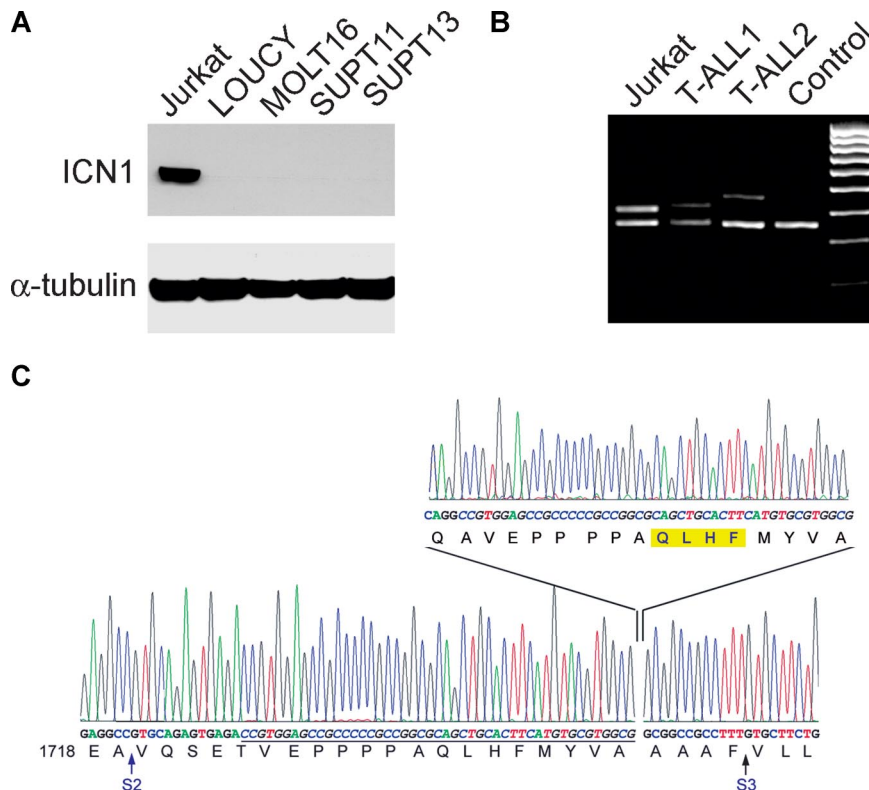 A
Jurkat
LOUCY
MOLT16
SUPT11
SUPT13
ICN1
α-tubulin
B
Jurkat
T-ALL1
T-ALL2
Control
C
CAGGCCGTGGAGCCGCCCCCGCCGGCGCAGCTGCACTTCATGTGCGTGGCG
Q A V E P P P P A Q L H F M Y V A
GAGGCCGTGCAGAGTGAGACCGTGGAGCCGCCCCCGCCGGCGCAGCTGCACTTCATGTGCGTGGCG GCGGCCGCCTTTGTGCTTCTG
1718 E A V Q S E T V E P P P P A Q L H F M Y V A A A A F V L L
S2 S3